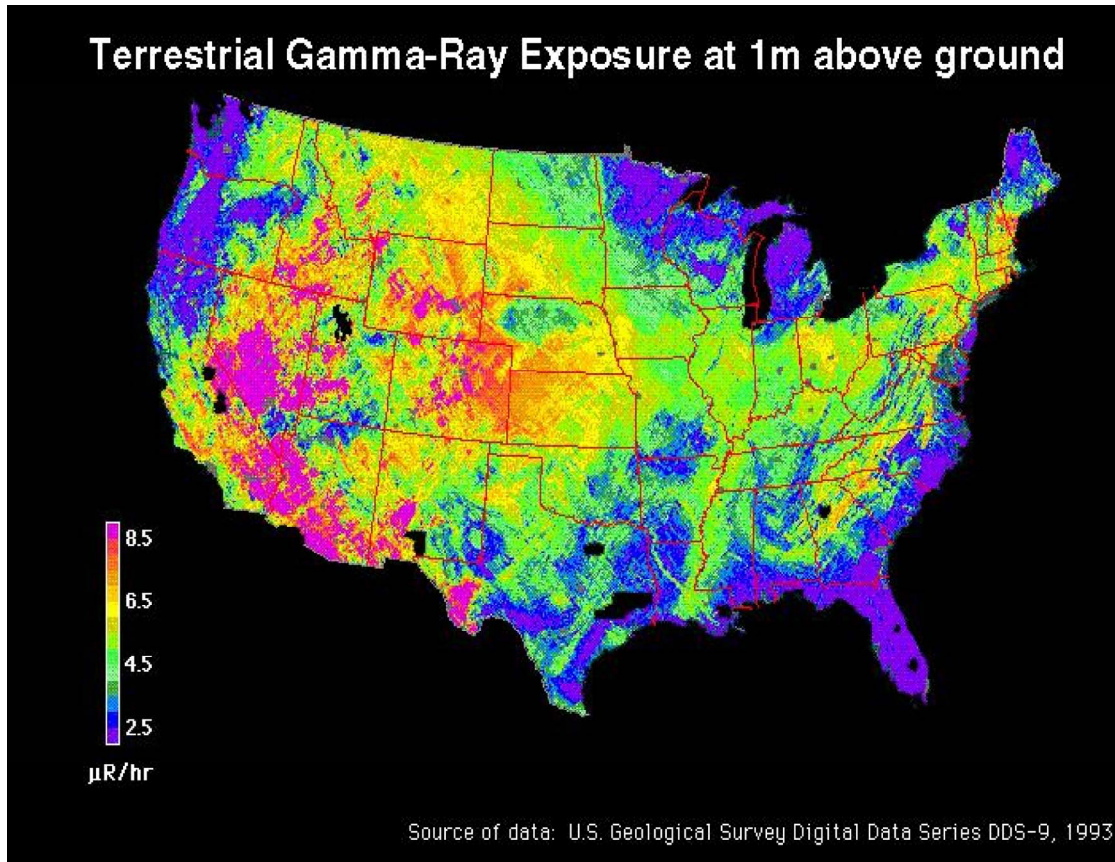 Terrestrial Gamma-Ray Exposure at 1m above ground
8.5
6.5
4.5
2.5
μR/hr
Source of data: U.S. Geological Survey Digital Data Series DDS-9, 1993